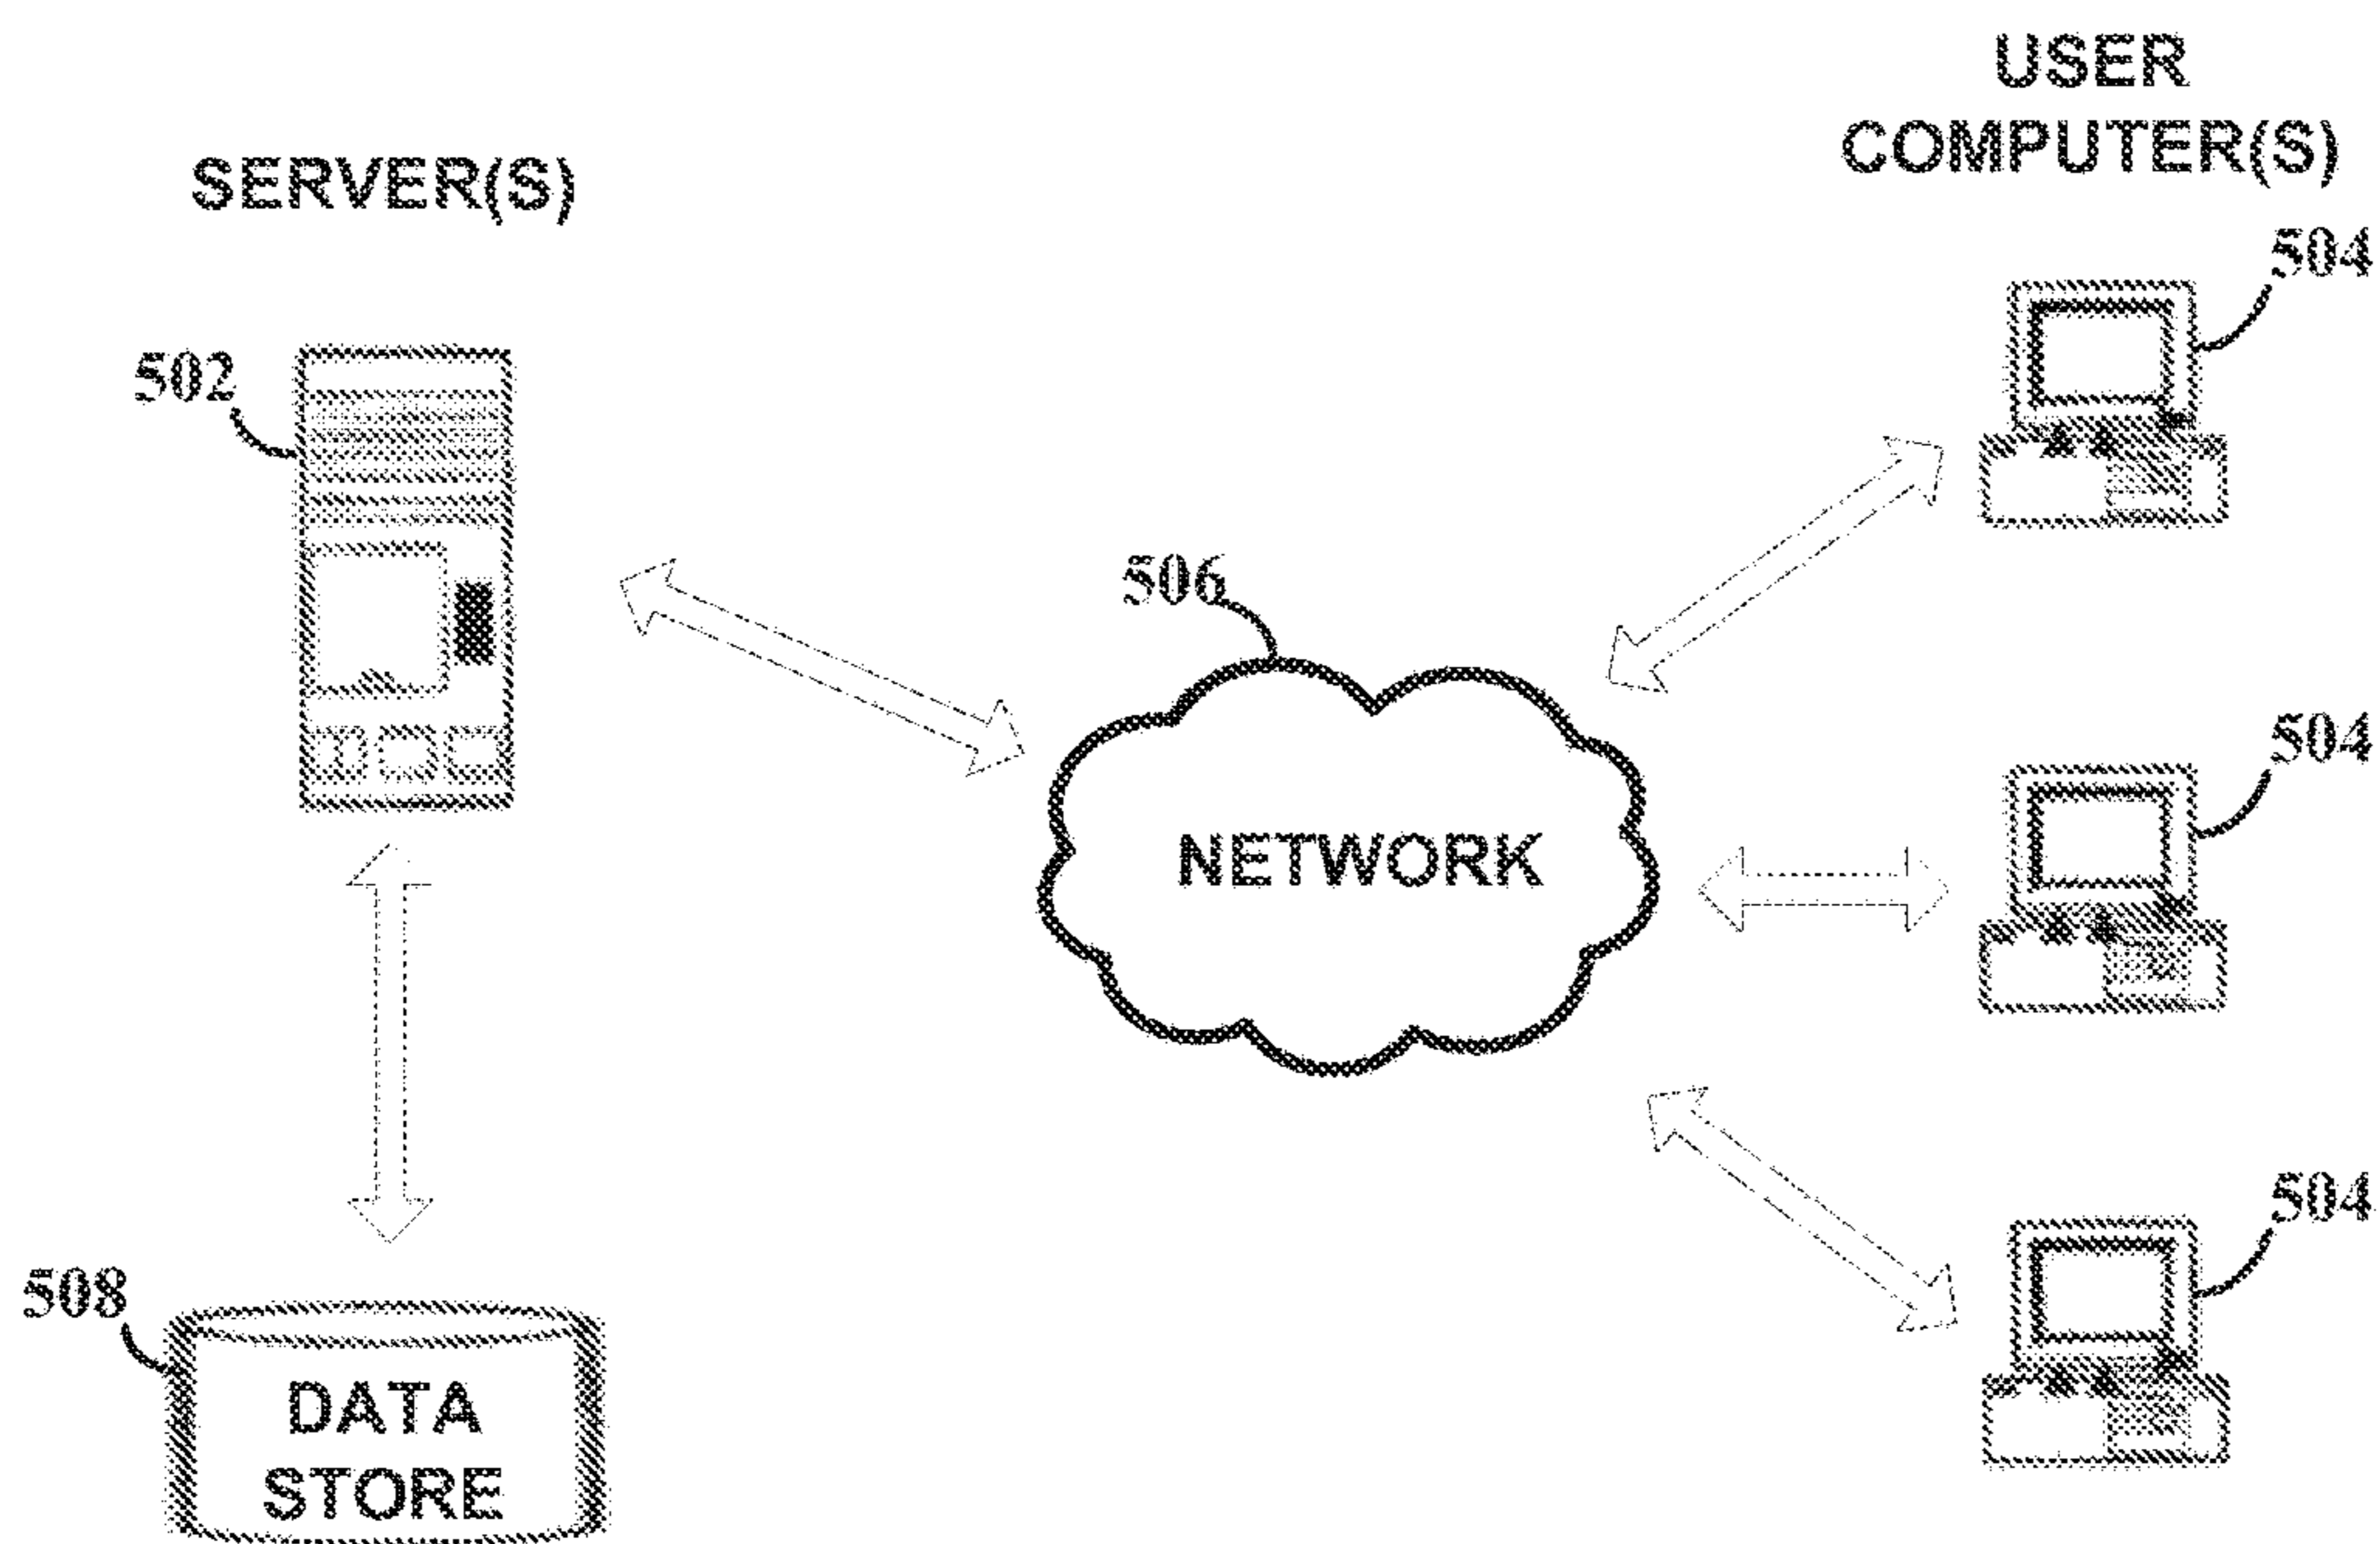 USER
COMPUTER(S)
SERVER(S)
504
502
506
504
NETWORK
504
508
DATA
STORE